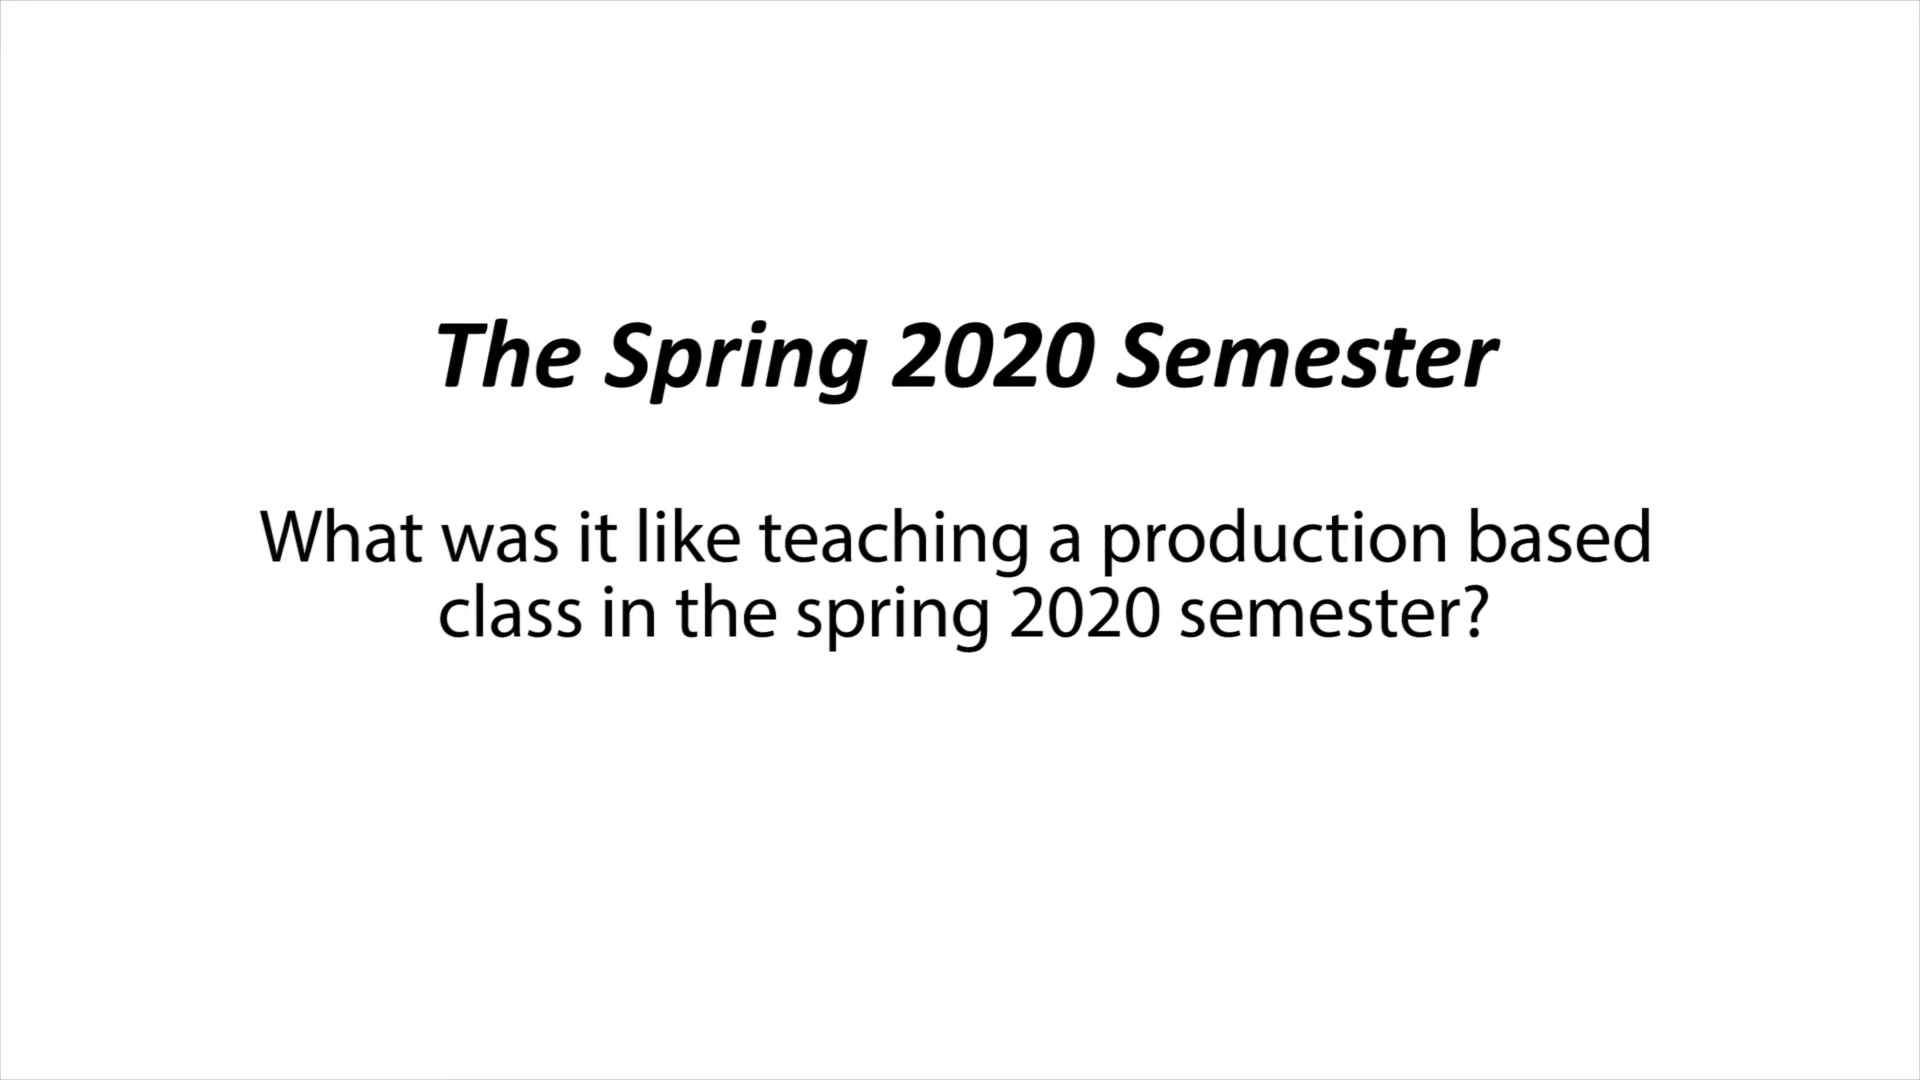 The Spring 2020 Semester
What was it like teaching a production based
class in the spring 2020 semester?